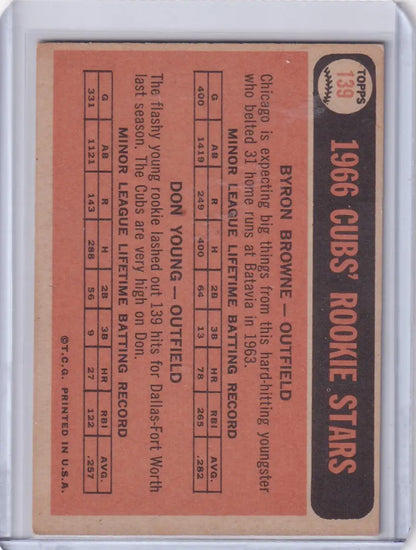 TOPPS
139
1966 CUBS' ROOKIE STARS
BYRON BROWNE — OUTFIELD
Chicago is expecting big things from this hard-hitting youngster
who belted 31 home runs at Batavia in 1963.
MINOR LEAGUE LIFETIME BATTING RECORD
G AB R H 2B 3B HR RBI AVG.
400 1419 249 400 64 13 78 265 .282
DON YOUNG — OUTFIELD
The flashy young rookie lashed out 139 hits for Dallas-Fort Worth
last season. The Cubs are very high on Don.
MINOR LEAGUE LIFETIME BATTING RECORD
G AB R H 2B 3B HR RBI AVG.
331 1121 143 288 56 9 27 122 .257
©T.C.G. PRINTED IN U.S.A.